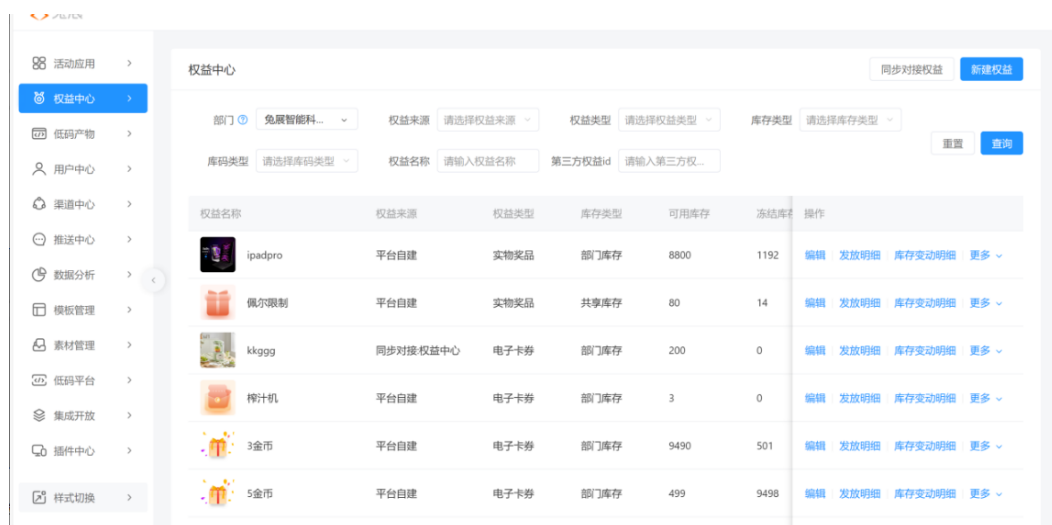 活动应用
权益中心
低码产物
用户中心
渠道中心
推送中心
数据分析
模板管理
素材管理
低码平台
集成开放
插件中心
样式切换
权益中心 同步对接权益 新建权益
部门 兔展智能科... 权益来源 请选择权益来源 权益类型 请选择权益类型 库存类型 请选择库存类型
重置 查询
库码类型 请选择库码类型 权益名称 请输入权益名称 第三方权益id 请输入第三方权...
权益名称 权益来源 权益类型 库存类型 可用库存 冻结库存 操作
ipadpro 平台自建 实物奖品 部门库存 8800 1192 编辑 发放明细 库存变动明细 更多
佩尔限制 平台自建 实物奖品 共享库存 80 14 编辑 发放明细 库存变动明细 更多
kkggg 同步对接权益中心 电子卡券 部门库存 200 0 编辑 发放明细 库存变动明细 更多
榨汁机 平台自建 电子卡券 部门库存 3 0 编辑 发放明细 库存变动明细 更多
3金币 平台自建 电子卡券 部门库存 9490 501 编辑 发放明细 库存变动明细 更多
5金币 平台自建 电子卡券 部门库存 499 9498 编辑 发放明细 库存变动明细 更多